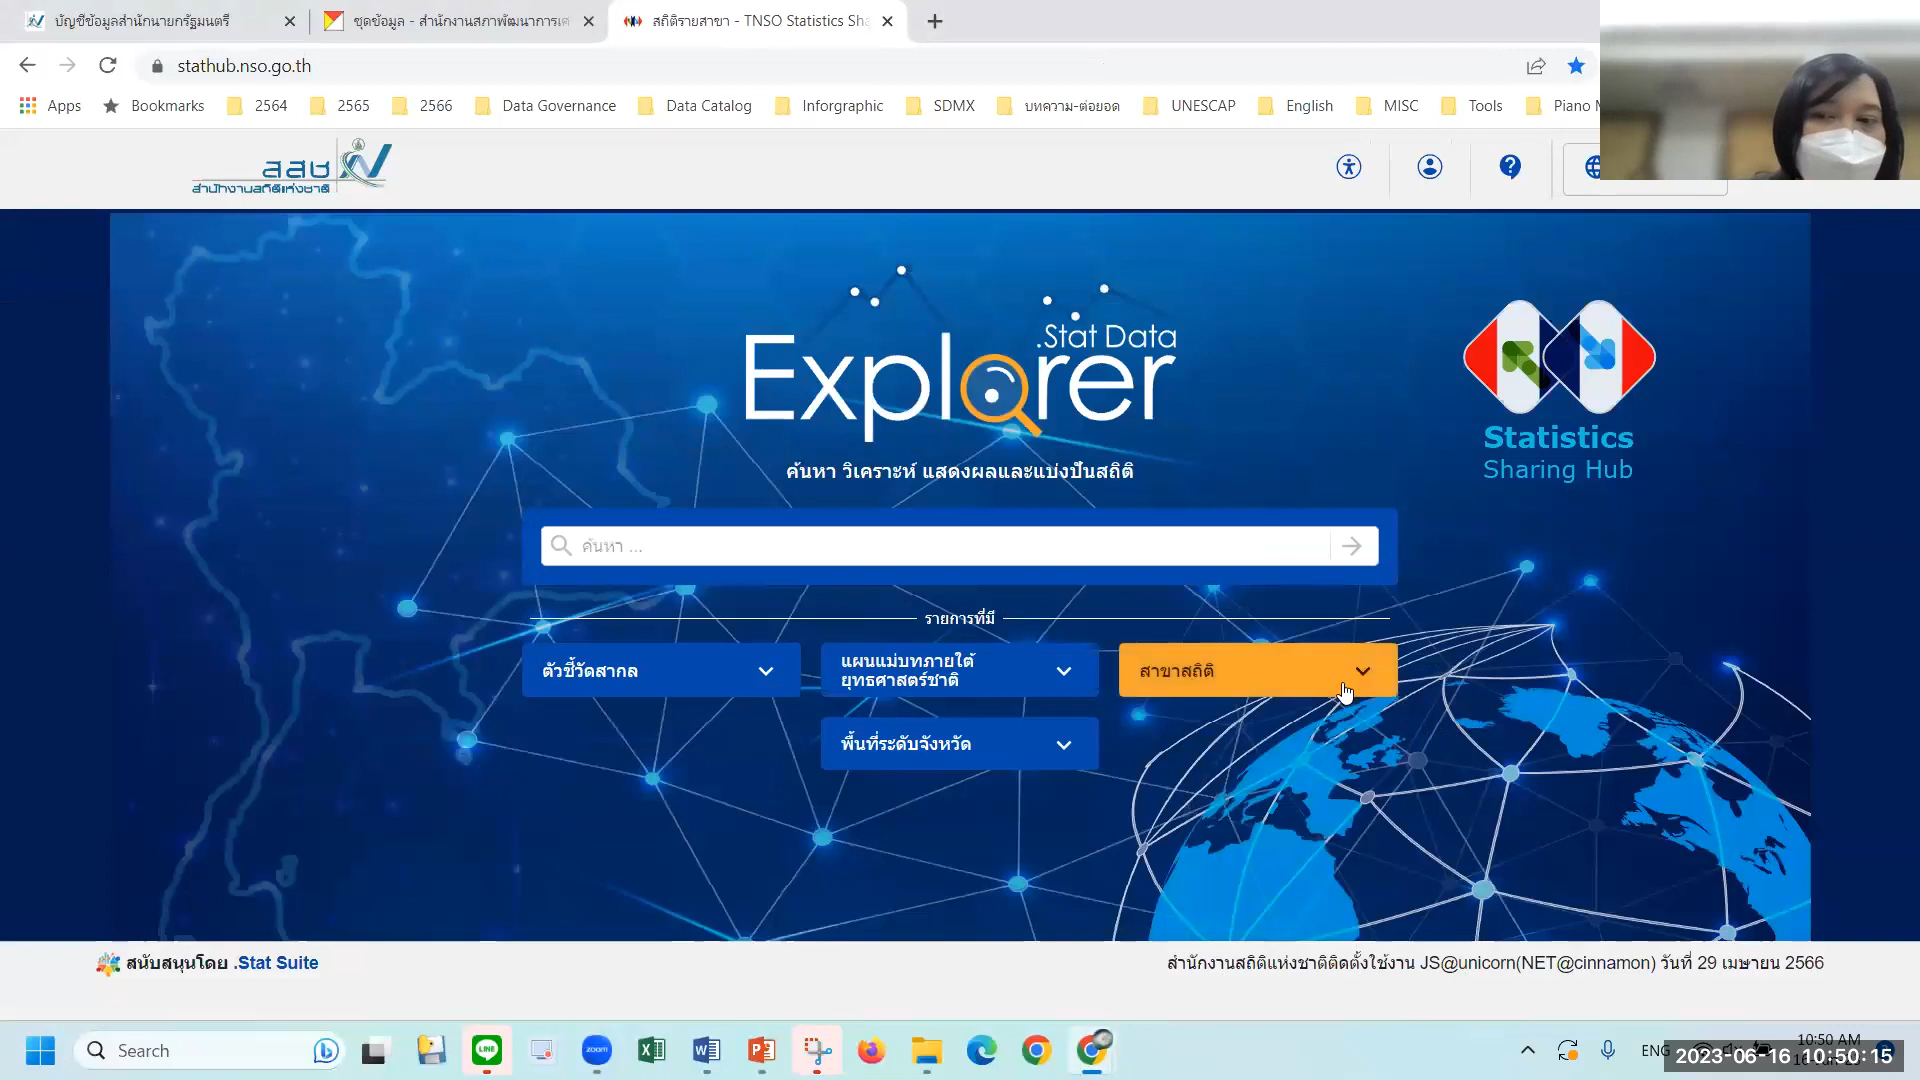 บัญชีข้อมูลสำนักนายกรัฐมนตรี
ชุดข้อมูล - สำนักงานสภาพัฒนาการเศ
สถิติรายสาขา - TNSO Statistics Sha
stathub.nso.go.th
Apps
Bookmarks
2564
2565
2566
Data Governance
Data Catalog
Inforgraphic
SDMX
บทความ-ต่อยอด
UNESCAP
English
MISC
Tools
Piano M
สสช
สำนักงานสถิติแห่งชาติ
.Stat Data
Explorer
ค้นหา วิเคราะห์ แสดงผลและแบ่งปันสถิติ
Statistics
Sharing Hub
ค้นหา ...
รายการที่มี
ตัวชี้วัดสากล
แผนแม่บทภายใต้
ยุทธศาสตร์ชาติ
สาขาสถิติ
พื้นที่ระดับจังหวัด
สนับสนุนโดย .Stat Suite
สำนักงานสถิติแห่งชาติติดตั้งใช้งาน JS@unicorn(NET@cinnamon) วันที่ 29 เมษายน 2566
Search
LINE
zoom
ENG
10:50 AM
2023-06-16 10:50:15